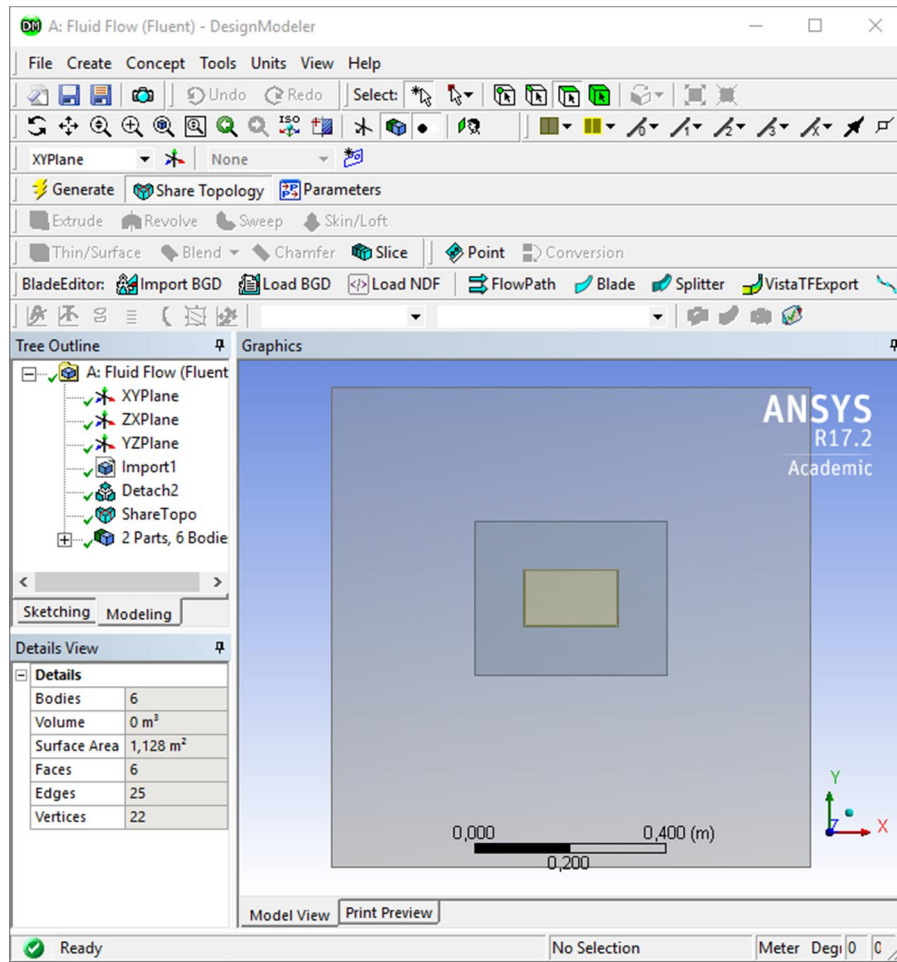 A: Fluid Flow (Fluent) - DesignModeler
File Create Concept Tools Units View Help
Undo Redo Select:
ISO
XYPlane None
Generate Share Topology Parameters
Extrude Revolve Sweep Skin/Loft
Thin/Surface Blend Chamfer Slice Point Conversion
BladeEditor: Import BGD Load BGD Load NDF FlowPath Blade Splitter VistaTFExport
Tree Outline
A: Fluid Flow (Fluent
XYPlane
ZXPlane
YZPlane
Import1
Detach2
ShareTopo
2 Parts, 6 Bodie
Sketching Modeling
Details View
Details
Bodies 6
Volume 0 m³
Surface Area 1,128 m²
Faces 6
Edges 25
Vertices 22
Graphics
ANSYS
R17.2
Academic
Y
Z X
0,000 0,400 (m)
0,200
Model View Print Preview
Ready No Selection Meter Degr 0 0